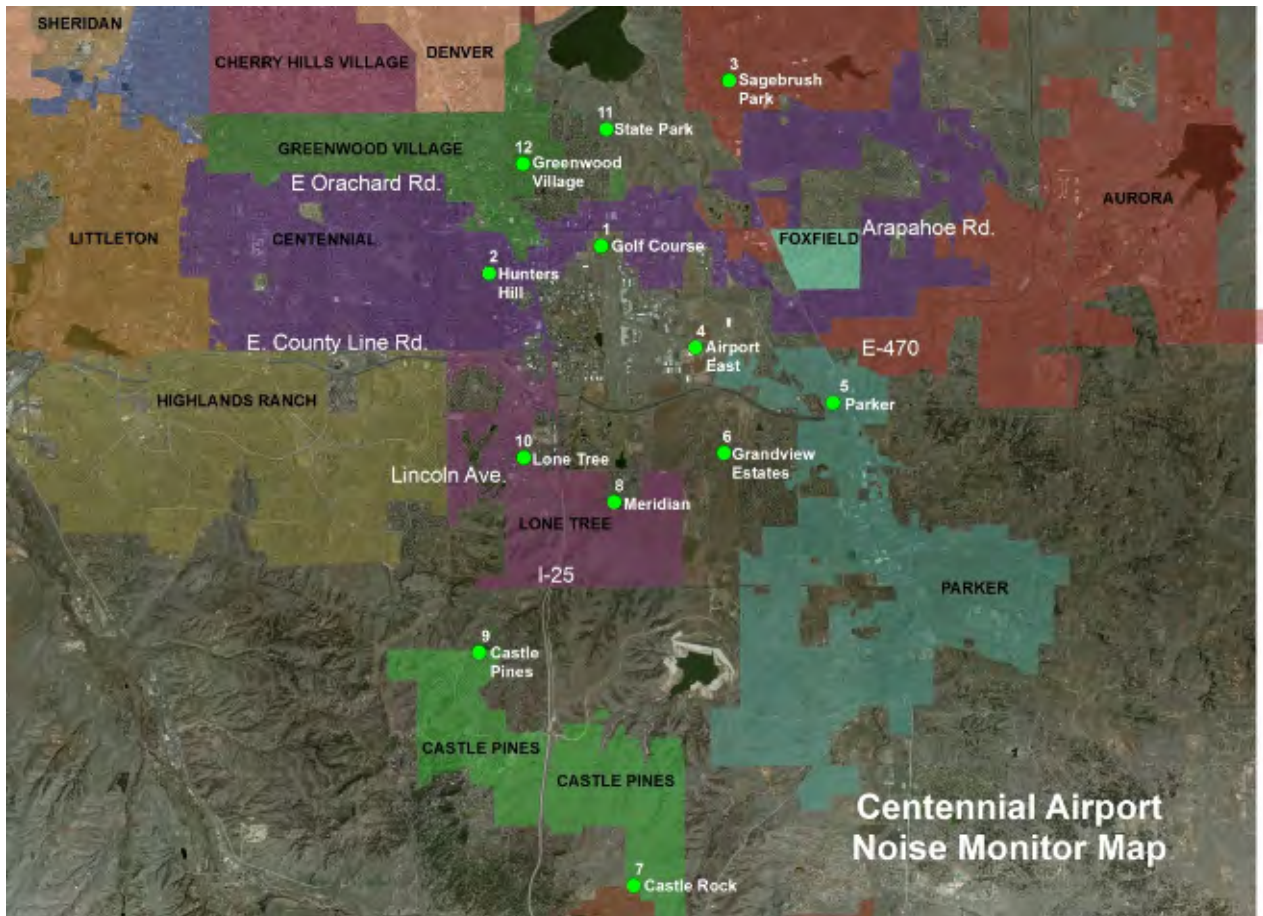 SHERIDAN
CHERRY HILLS VILLAGE
DENVER
3
Sagebrush
Park
11
State Park
GREENWOOD VILLAGE
12
Greenwood
Village
E Orachard Rd.
AURORA
LITTLETON
CENTENNIAL
1
Golf Course
FOXFIELD
Arapahoe Rd.
2
Hunters
Hill
E. County Line Rd.
4
Airport
East
E-470
HIGHLANDS RANCH
5
Parker
10
Lone Tree
6
Grandview
Estates
Lincoln Ave.
8
Meridian
LONE TREE
I-25
PARKER
9
Castle
Pines
CASTLE PINES
CASTLE PINES
Centennial Airport
Noise Monitor Map
7
Castle Rock